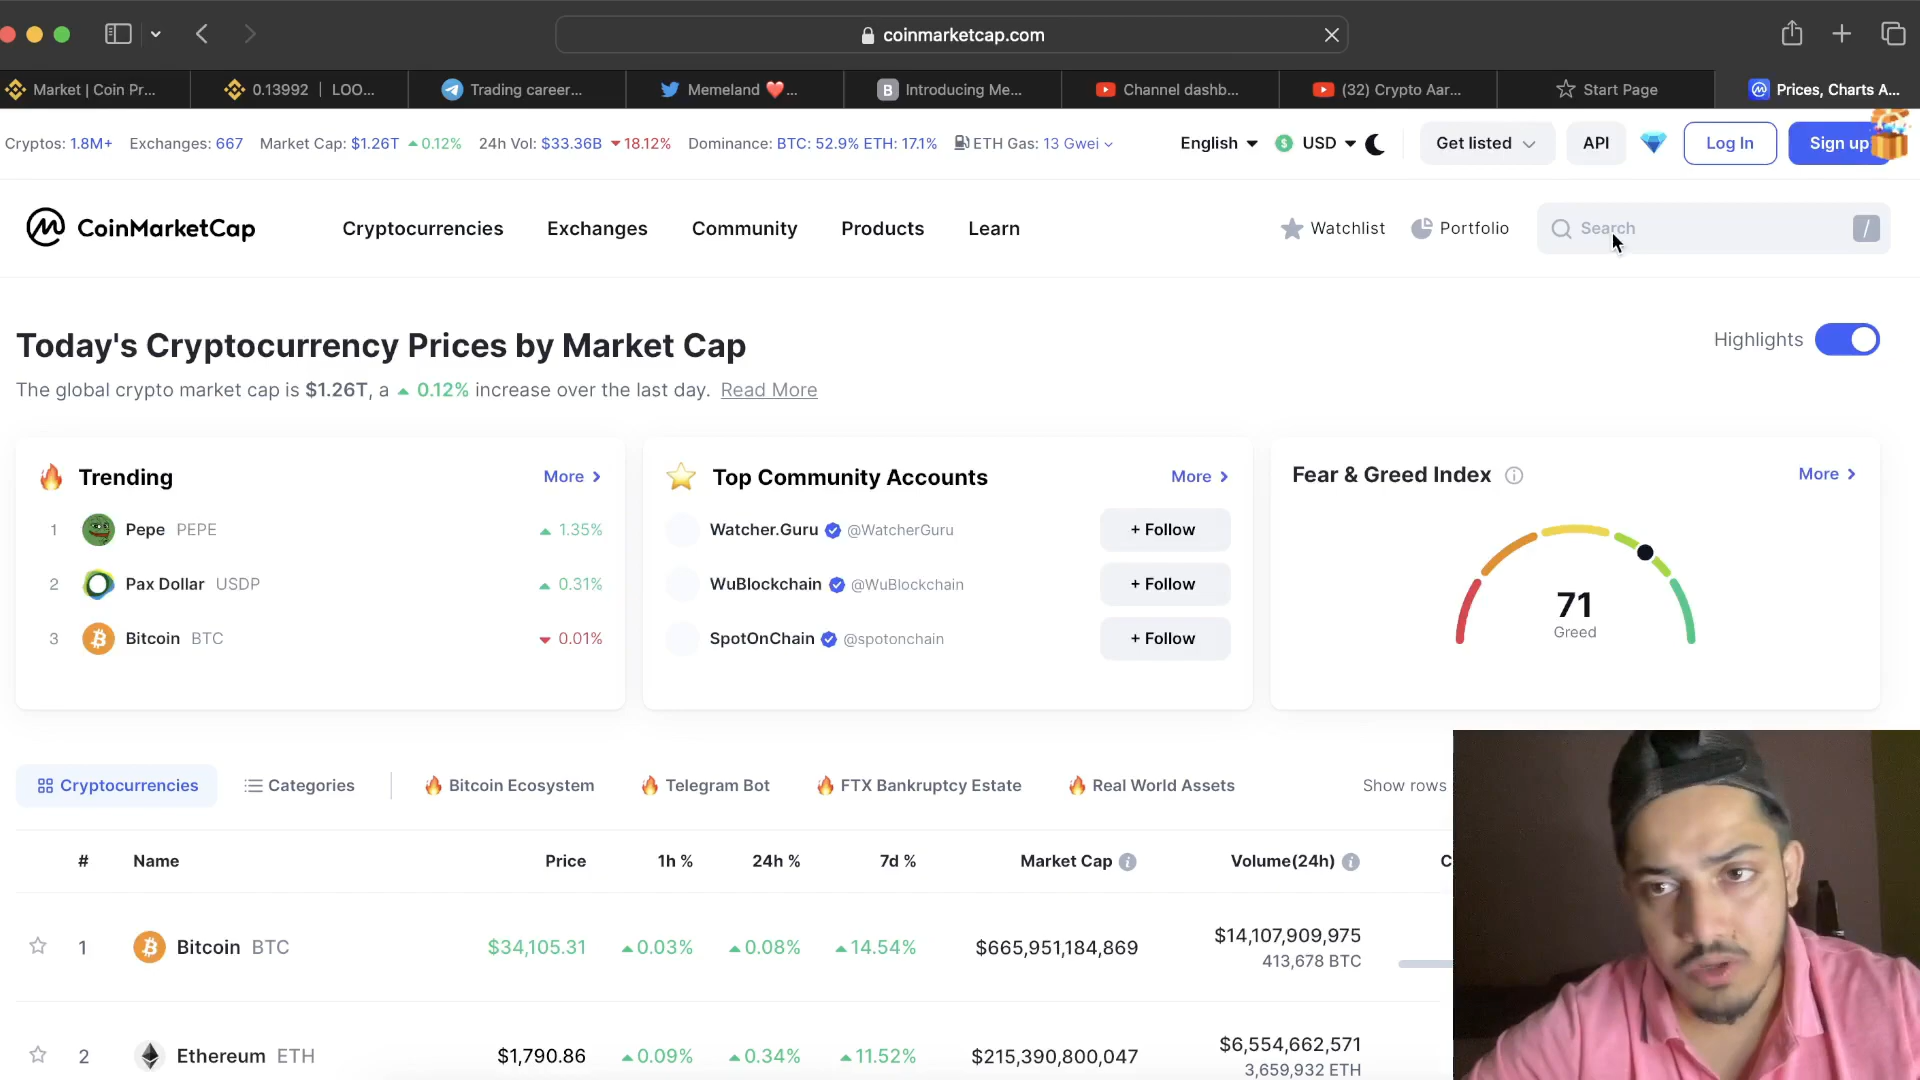 coinmarketcap.com
Market | Coin Pr...
0.13992 | LOO...
Trading career...
Memeland ❤️...
Introducing Me...
Channel dashb...
(32) Crypto Aar...
Start Page
Prices, Charts A...
Cryptos: 1.8M+ Exchanges: 667 Market Cap: $1.26T 0.12% 24h Vol: $33.36B 18.12% Dominance: BTC: 52.9% ETH: 17.1% ETH Gas: 13 Gwei
English USD Get listed API Log In Sign up
CoinMarketCap Cryptocurrencies Exchanges Community Products Learn Watchlist Portfolio Search /
Today's Cryptocurrency Prices by Market Cap
Highlights
The global crypto market cap is $1.26T, a 0.12% increase over the last day. Read More
Trending More
1 Pepe PEPE 1.35%
2 Pax Dollar USDP 0.31%
3 Bitcoin BTC 0.01%
Top Community Accounts More
Watcher.Guru @WatcherGuru + Follow
WuBlockchain @WuBlockchain + Follow
SpotOnChain @spotonchain + Follow
Fear & Greed Index More
71
Greed
Cryptocurrencies Categories Bitcoin Ecosystem Telegram Bot FTX Bankruptcy Estate Real World Assets Show rows
# Name Price 1h % 24h % 7d % Market Cap Volume(24h) C
1 Bitcoin BTC $34,105.31 0.03% 0.08% 14.54% $665,951,184,869 $14,107,909,975
413,678 BTC
2 Ethereum ETH $1,790.86 0.09% 0.34% 11.52% $215,390,800,047 $6,554,662,571
3,659,932 ETH